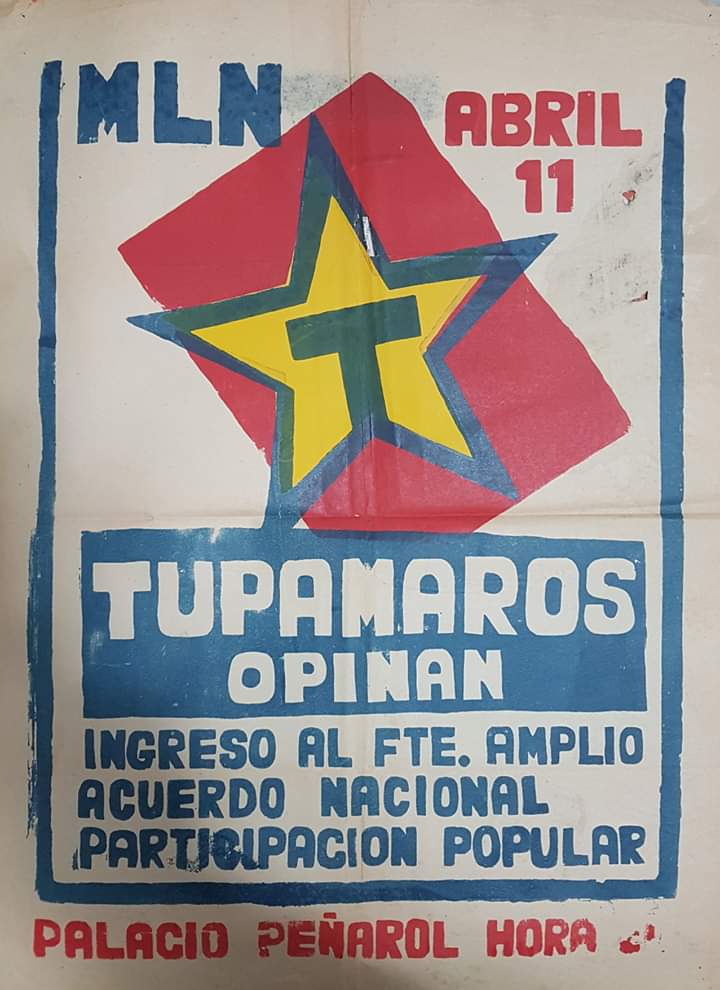 MLN
ABRIL
11
T
TUPAMAROS
OPINAN
INGRESO AL FTE. AMPLIO
ACUERDO NACIONAL
PARTICIPACION POPULAR
PALACIO PEÑAROL HORA